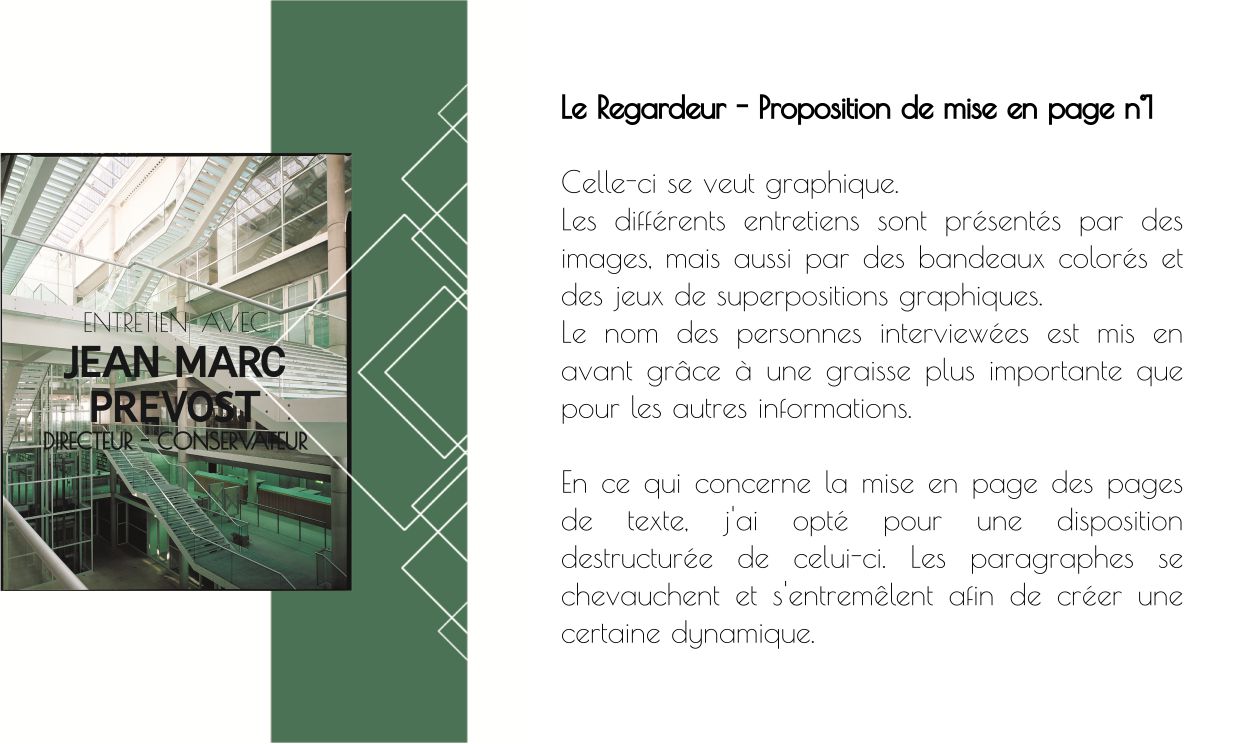 ENTRETIEN AVEC
JEAN MARC
PREVOST
DIRECTEUR - CONSERVATEUR
Le Regardeur - Proposition de mise en page n°1
Celle-ci se veut graphique.
Les différents entretiens sont présentés par des
images, mais aussi par des bandeaux colorés et
des jeux de superpositions graphiques.
Le nom des personnes interviewées est mis en
avant grâce à une graisse plus importante que
pour les autres informations.
En ce qui concerne la mise en page des pages
de texte, j'ai opté pour une disposition
destructurée de celui-ci. Les paragraphes se
chevauchent et s'entremêlent afin de créer une
certaine dynamique.